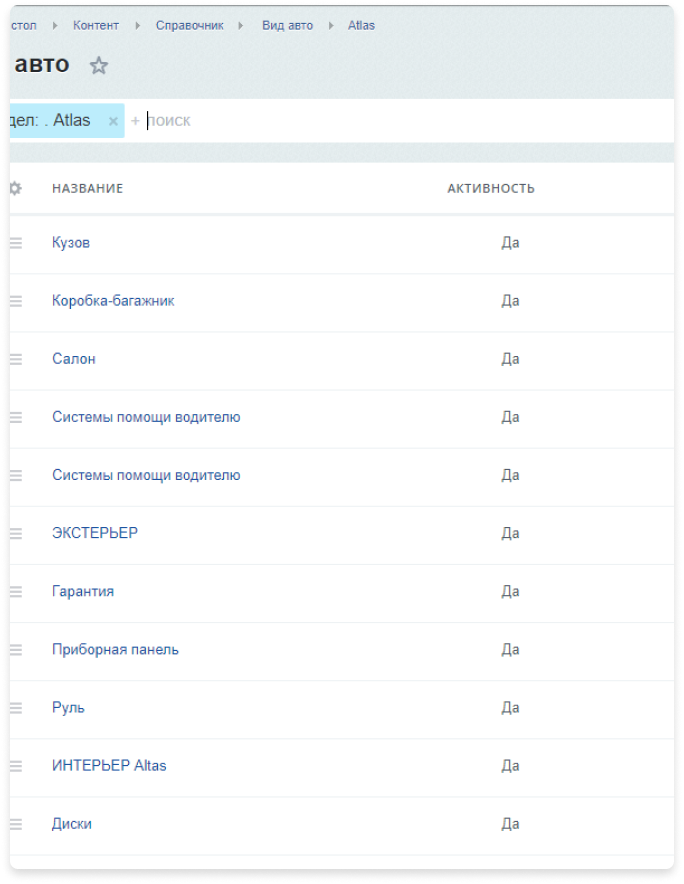 стол Контент Справочник Вид авто Atlas
авто
дел: . Atlas × + поиск
НАЗВАНИЕ АКТИВНОСТЬ
Кузов Да
Коробка-багажник Да
Салон Да
Системы помощи водителю Да
Системы помощи водителю Да
ЭКСТЕРЬЕР Да
Гарантия Да
Приборная панель Да
Руль Да
ИНТЕРЬЕР Altas Да
Диски Да